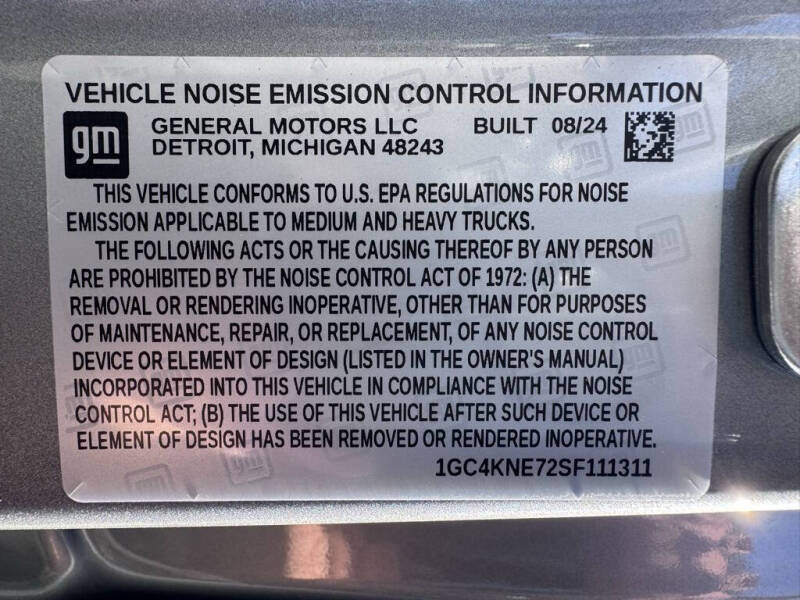 VEHICLE NOISE EMISSION CONTROL INFORMATION
gm
GENERAL MOTORS LLC BUILT 08/24
DETROIT, MICHIGAN 48243
THIS VEHICLE CONFORMS TO U.S. EPA REGULATIONS FOR NOISE
EMISSION APPLICABLE TO MEDIUM AND HEAVY TRUCKS.
THE FOLLOWING ACTS OR THE CAUSING THEREOF BY ANY PERSON
ARE PROHIBITED BY THE NOISE CONTROL ACT OF 1972: (A) THE
REMOVAL OR RENDERING INOPERATIVE, OTHER THAN FOR PURPOSES
OF MAINTENANCE, REPAIR, OR REPLACEMENT, OF ANY NOISE CONTROL
DEVICE OR ELEMENT OF DESIGN (LISTED IN THE OWNER'S MANUAL)
INCORPORATED INTO THIS VEHICLE IN COMPLIANCE WITH THE NOISE
CONTROL ACT; (B) THE USE OF THIS VEHICLE AFTER SUCH DEVICE OR
ELEMENT OF DESIGN HAS BEEN REMOVED OR RENDERED INOPERATIVE.
1GC4KNE72SF111311